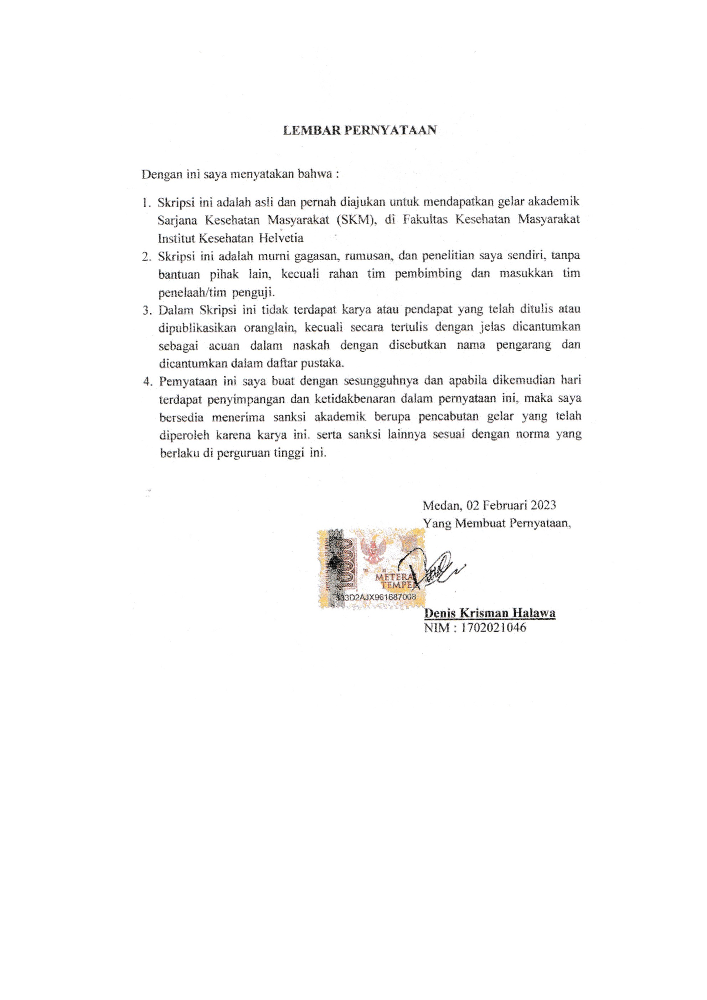 LEMBAR PERNYATAAN
Dengan ini saya menyatakan bahwa :
1. Skripsi ini adalah asli dan pernah diajukan untuk mendapatkan gelar akademik
Sarjana Kesehatan Masyarakat (SKM), di Fakultas Kesehatan Masyarakat
Institut Kesehatan Helvetia
2. Skripsi ini adalah murni gagasan, rumusan, dan penelitian saya sendiri, tanpa
bantuan pihak lain, kecuali rahan tim pembimbing dan masukkan tim
penelaah/tim penguji.
3. Dalam Skripsi ini tidak terdapat karya atau pendapat yang telah ditulis atau
dipublikasikan oranglain, kecuali secara tertulis dengan jelas dicantumkan
sebagai acuan dalam naskah dengan disebutkan nama pengarang dan
dicantumkan dalam daftar pustaka.
4. Pemyataan ini saya buat dengan sesungguhnya dan apabila dikemudian hari
terdapat penyimpangan dan ketidakbenaran dalam pernyataan ini, maka saya
bersedia menerima sanksi akademik berupa pencabutan gelar yang telah
diperoleh karena karya ini. serta sanksi lainnya sesuai dengan norma yang
berlaku di perguruan tinggi ini.
Medan, 02 Februari 2023
Yang Membuat Pernyataan,
SEPULUH RIBU RUPIAH
10000
METERAI
TEMPEL
333D2AJX961687008
Denis Krisman Halawa
NIM : 1702021046